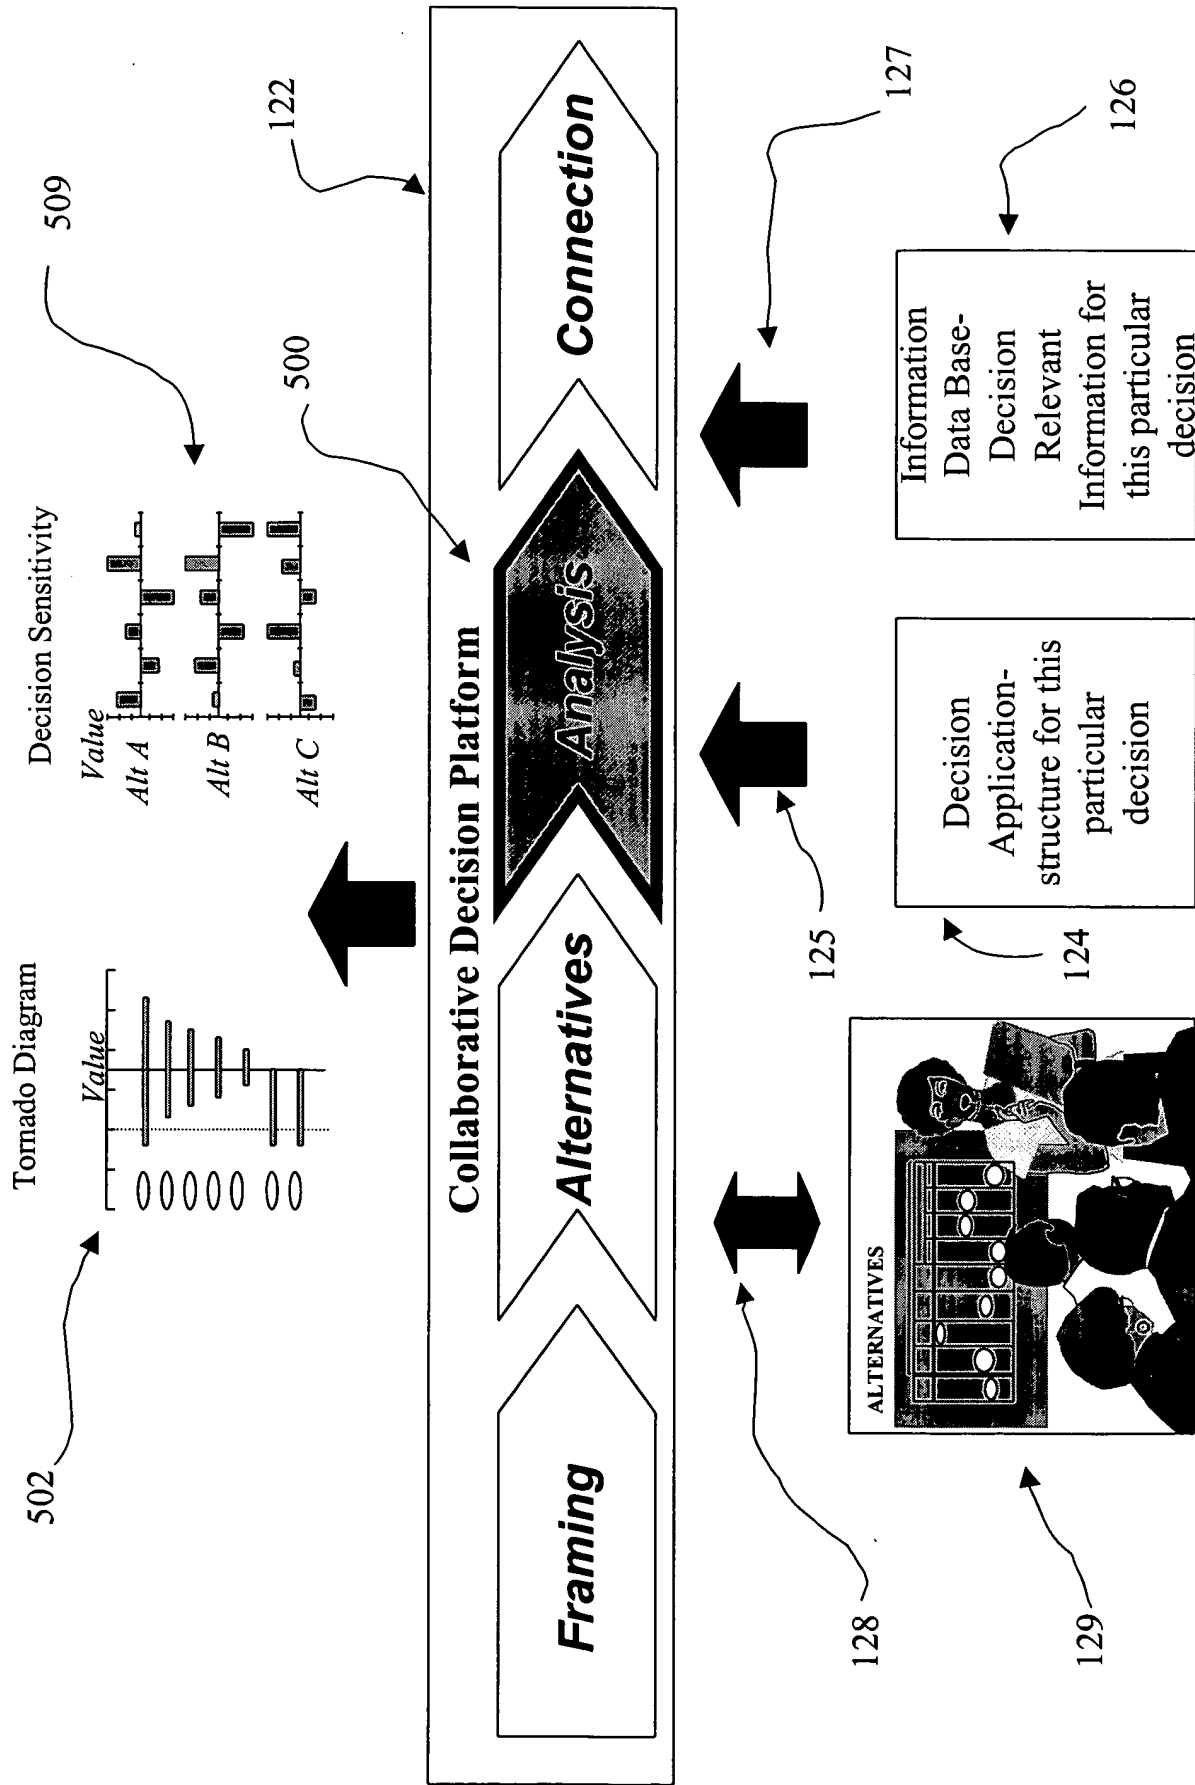 502
Tornado Diagram
Value
Decision Sensitivity
Value
Alt A
Alt B
Alt C
509
122
500
Collaborative Decision Platform
Framing
Alternatives
Analysis
Connection
128
125
127
129
ALTERNATIVES
124
Decision
Application-
structure for this
particular
decision
126
Information
Data Base-
Decision
Relevant
Information for
this particular
decision